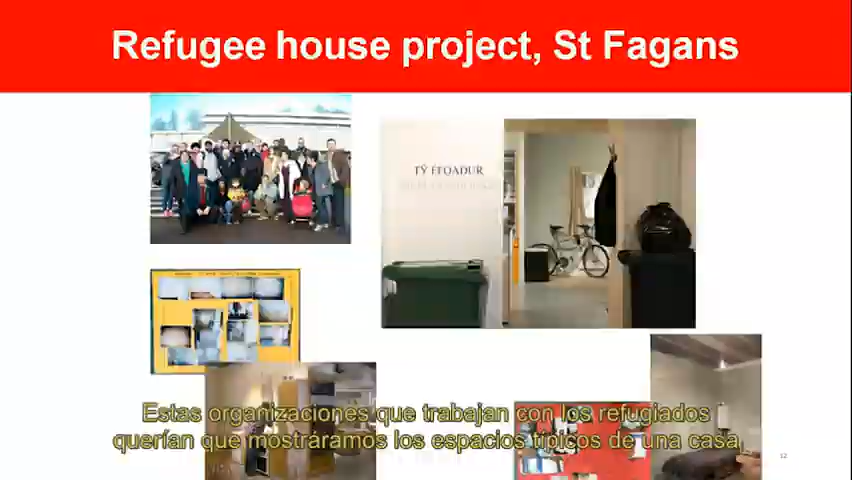 Refugee house project, St Fagans
TŶ FFOADUR
Estas organizaciones que trabajan con los refugiados
querían que mostráramos los espacios típicos de una casa
12